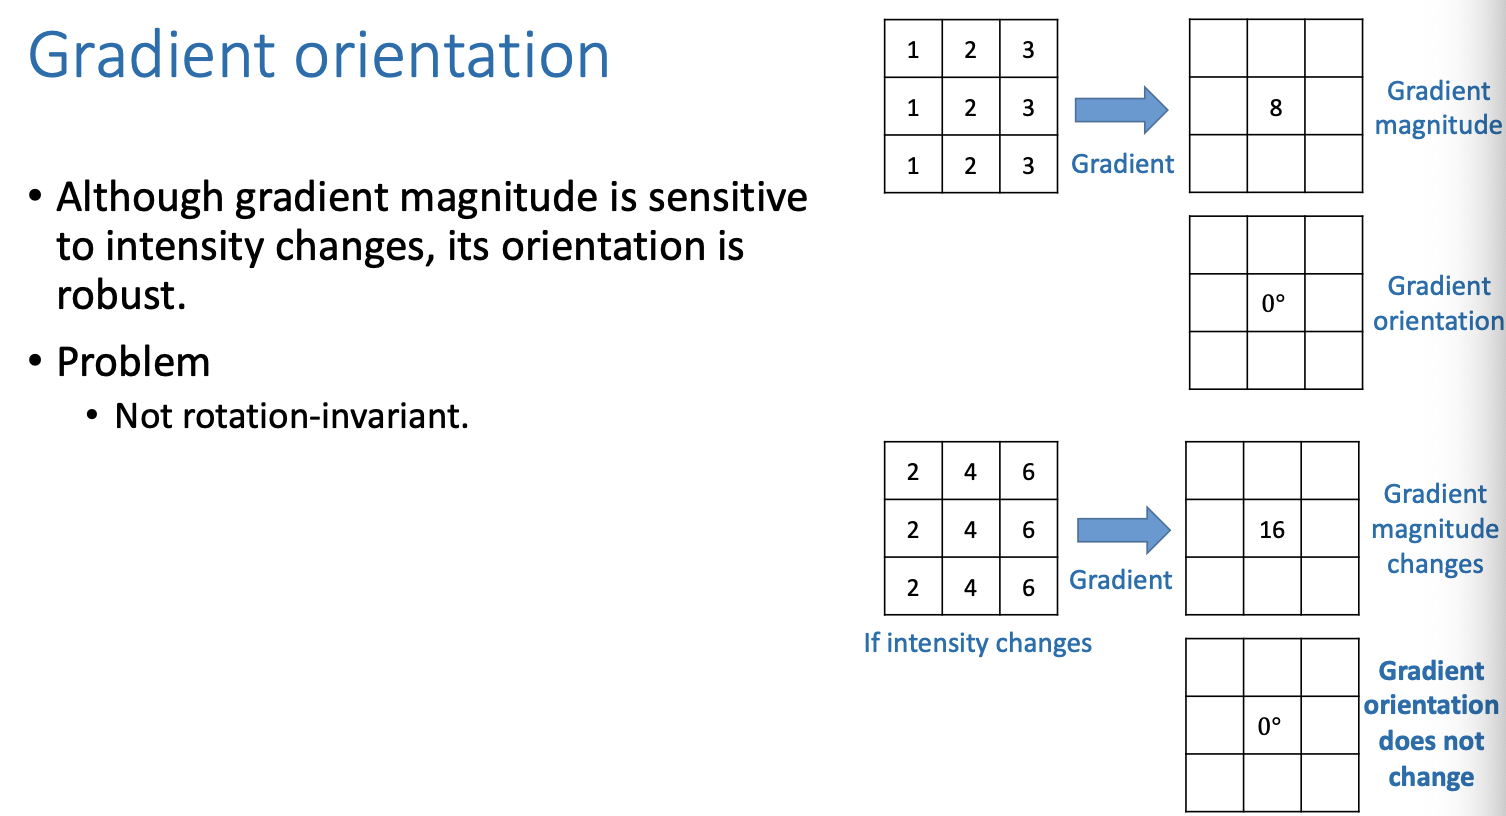 Gradient orientation
• Although gradient magnitude is sensitive
to intensity changes, its orientation is
robust.
• Problem
• Not rotation-invariant.
1 2 3
1 2 3
1 2 3
Gradient
8
Gradient
magnitude
0°
Gradient
orientation
2 4 6
2 4 6
2 4 6
If intensity changes
Gradient
16
Gradient
magnitude
changes
0°
Gradient
orientation
does not
change